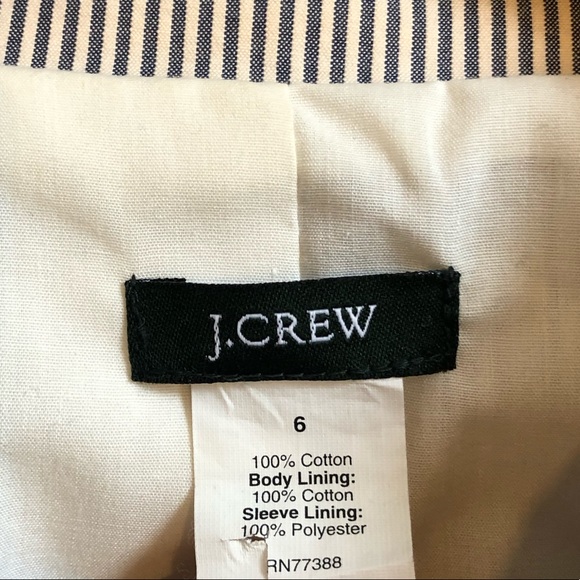 J.CREW
6
100% Cotton
Body Lining:
100% Cotton
Sleeve Lining:
100% Polyester
RN77388